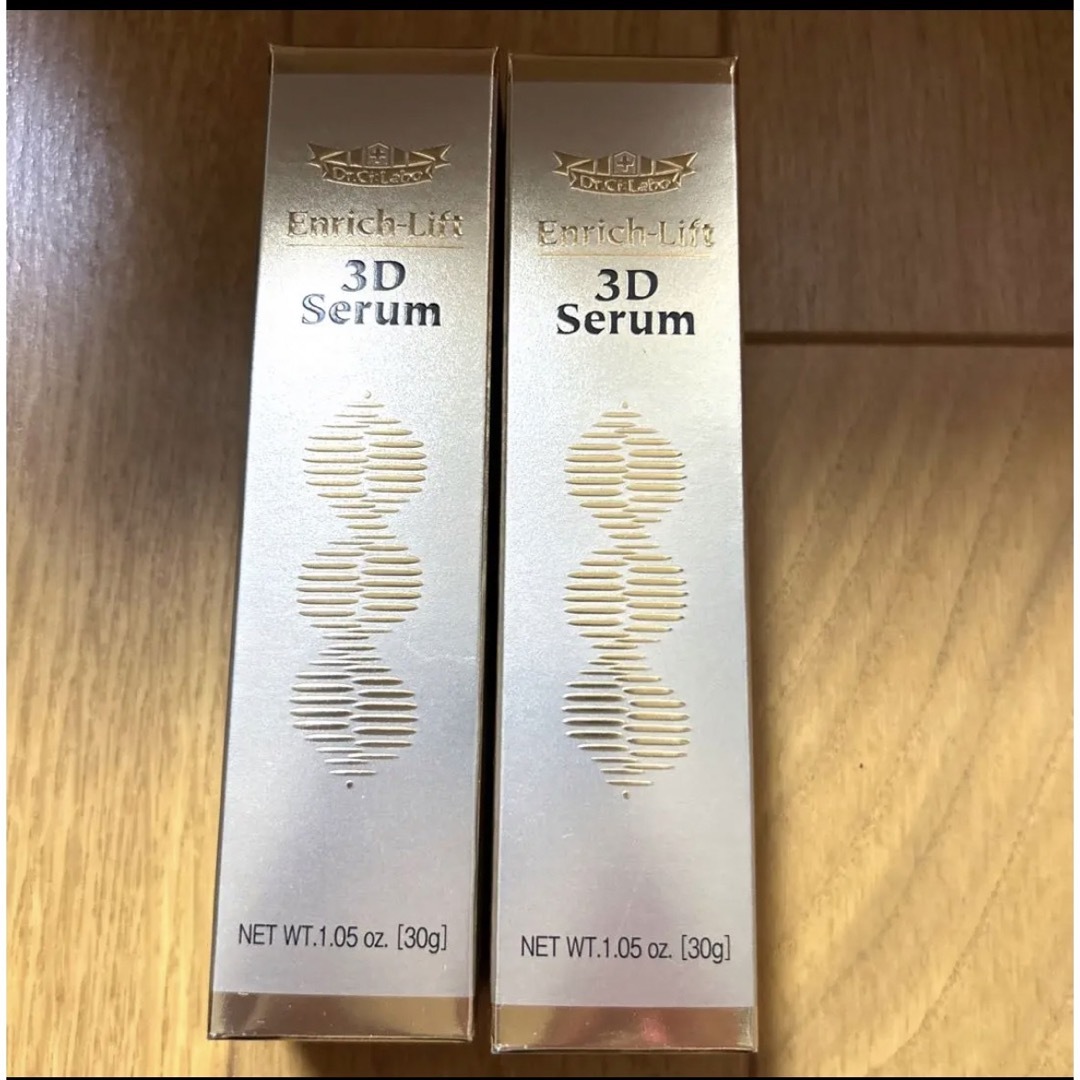 Dr.Ci:Labo
Enrich-Lift
3D
Serum
NET WT.1.05 oz. [30g]
Dr.Ci:Labo
Enrich-Lift
3D
Serum
NET WT.1.05 oz. [30g]